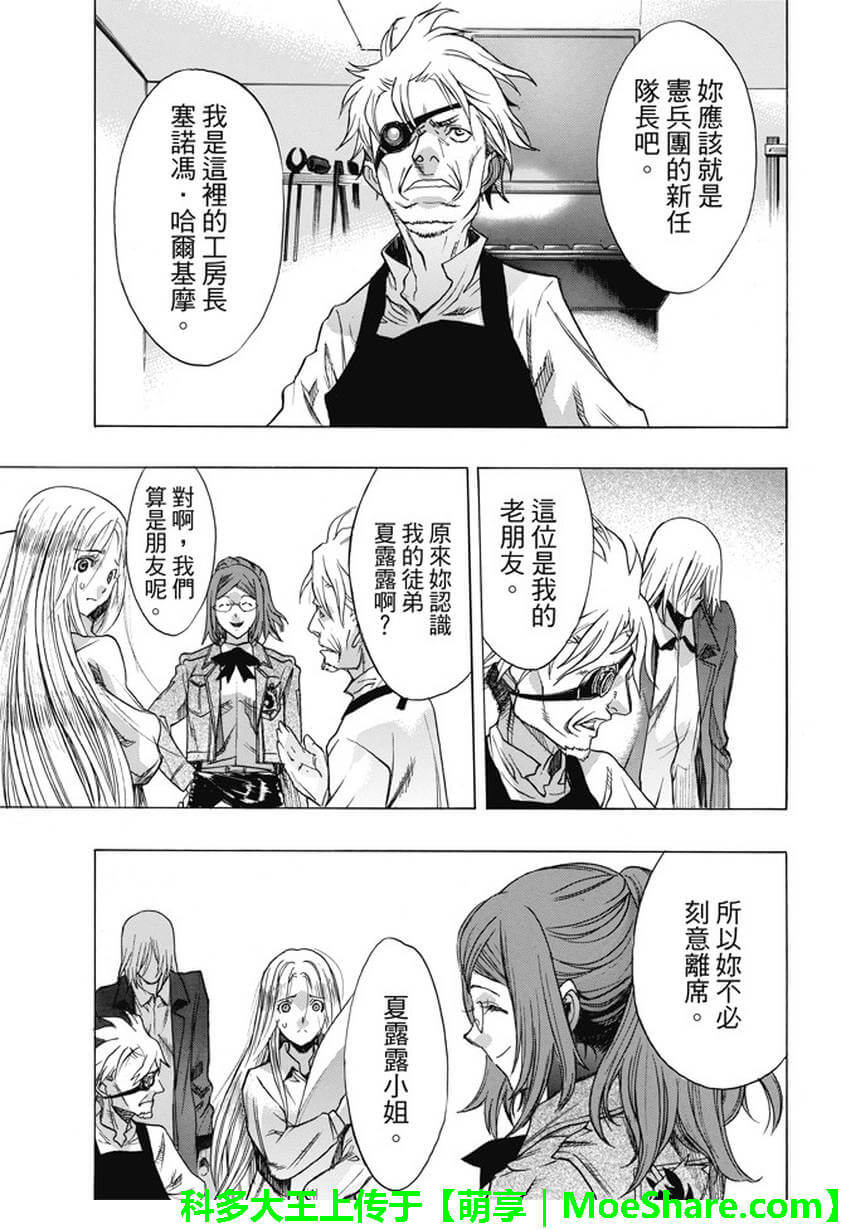 妳應該就是
憲兵團的新任
隊長吧。
我是這裡的工房長
塞諾馮．哈爾基摩。
這位是我的
老朋友。
原來妳認識
我的徒弟
夏露露啊？
對啊，我們
算是朋友呢。
所以妳不必
刻意離席。
夏露露小姐。
科多大王上传于【萌享｜MoeShare.com】